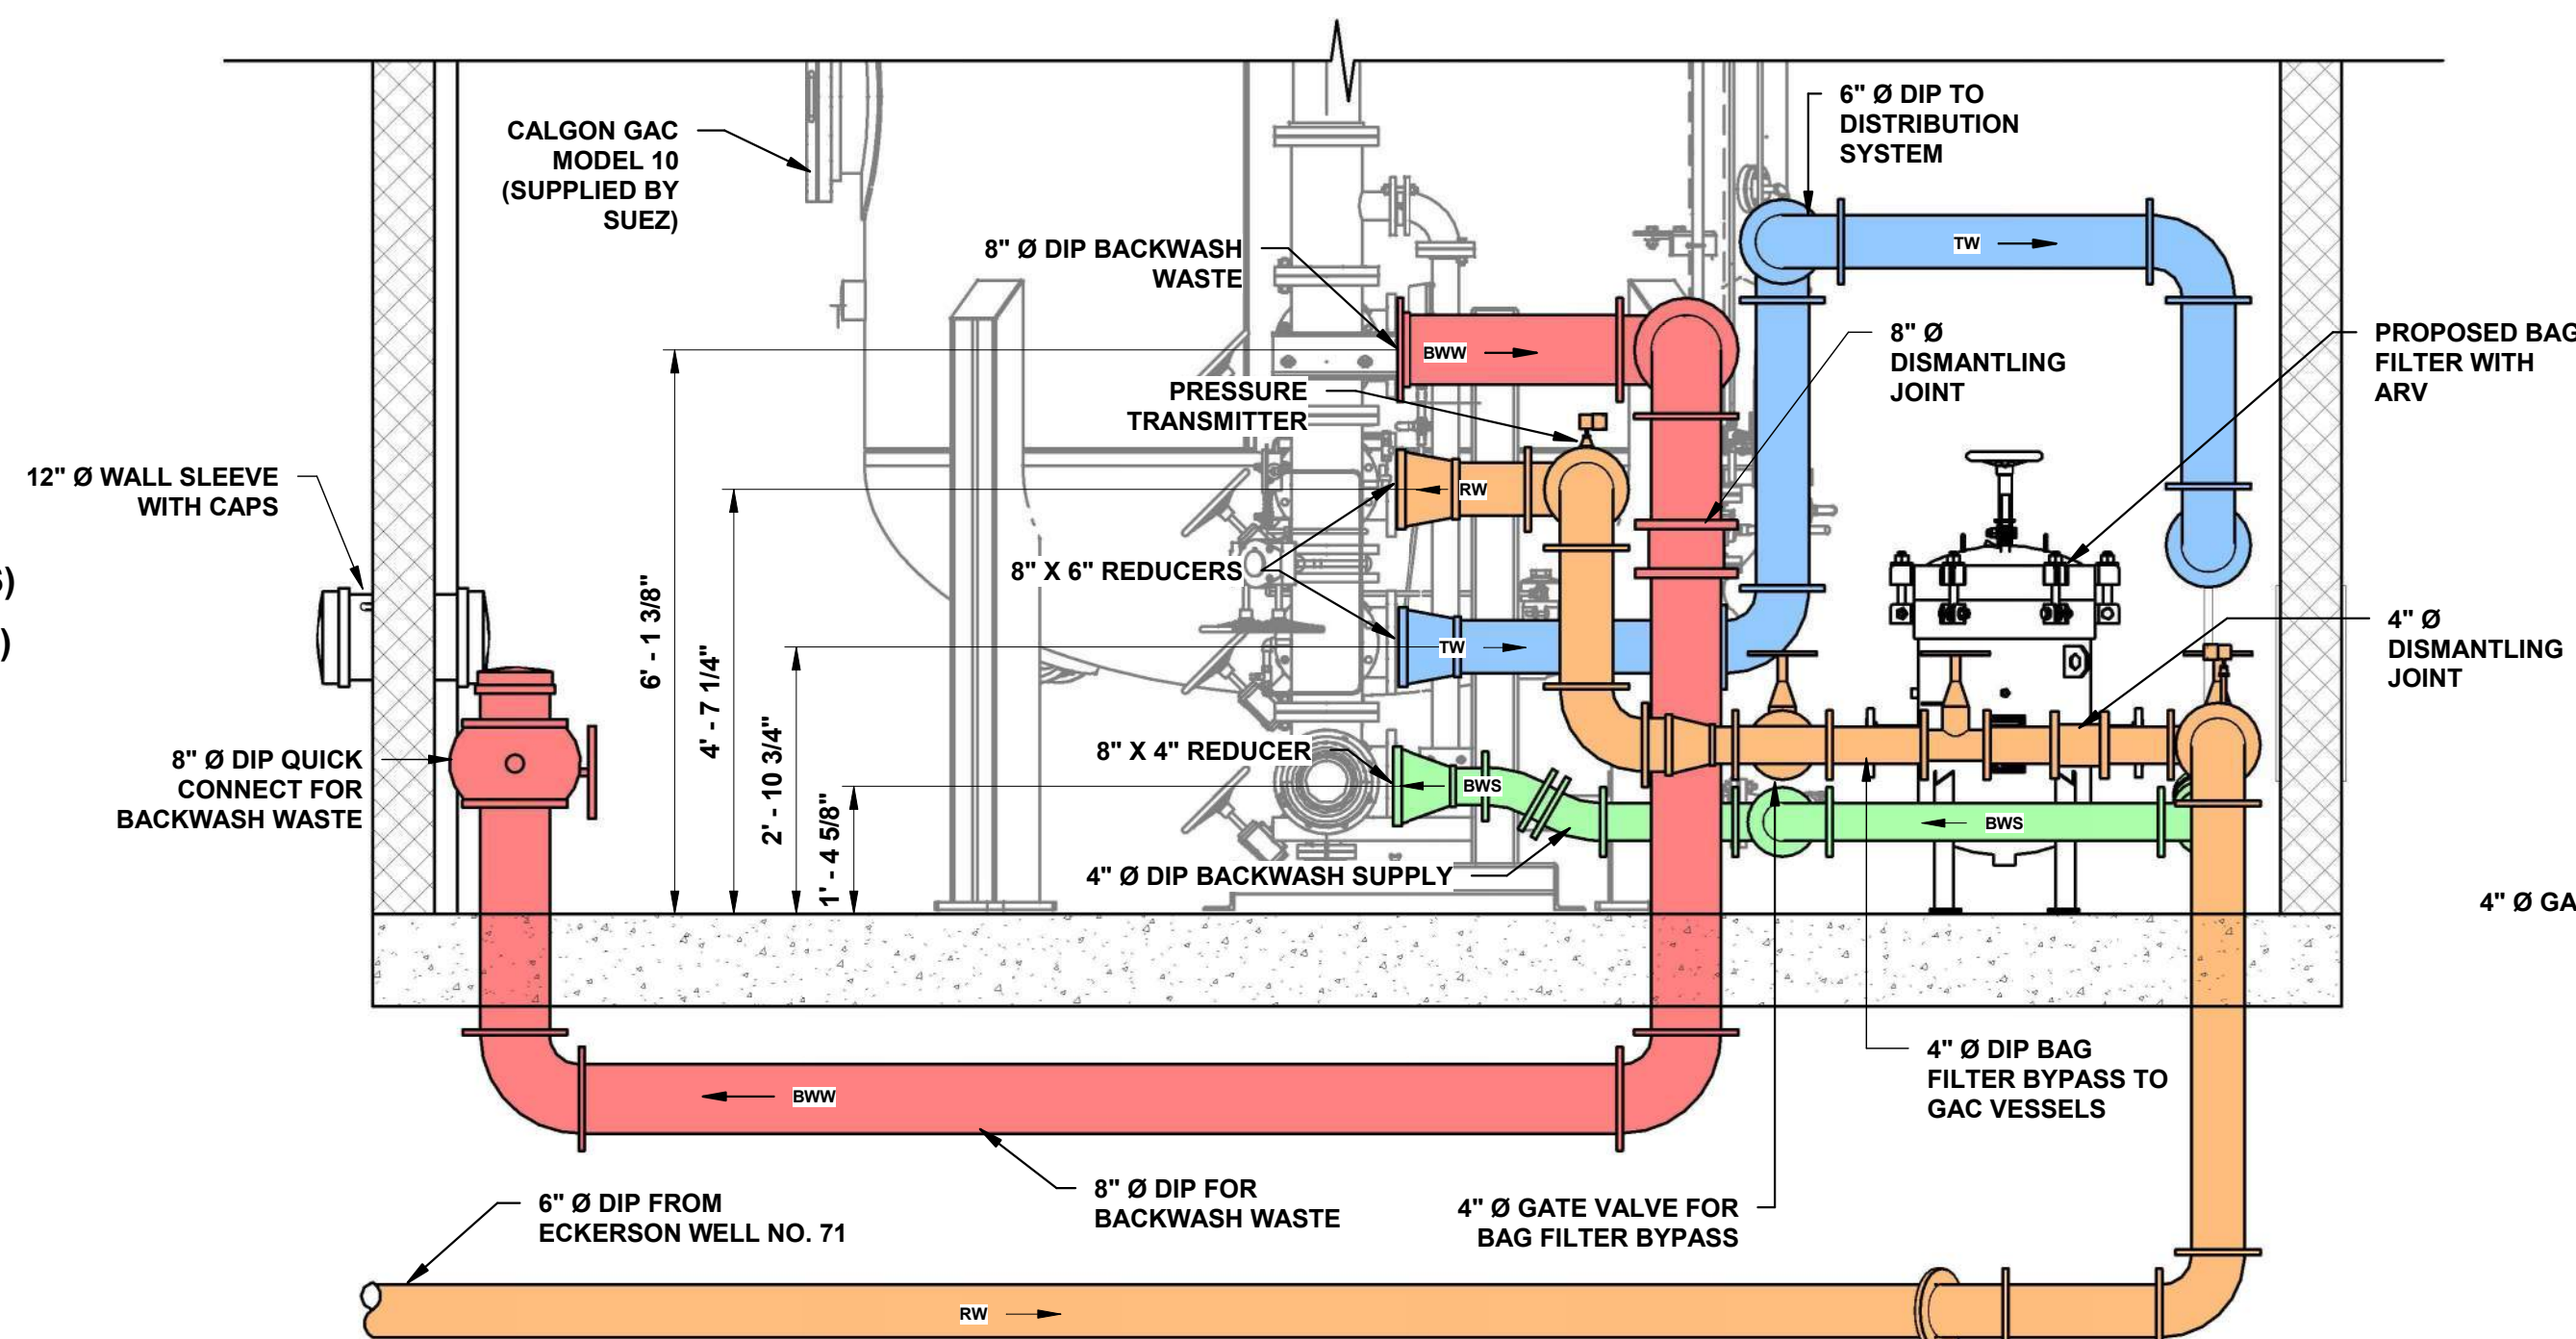 6" Ø DIP TO
DISTRIBUTION
SYSTEM
CALGON GAC
MODEL 10
(SUPPLIED BY
SUEZ)
8" Ø DIP BACKWASH
WASTE
TW
8" Ø
DISMANTLING
JOINT
PROPOSED BAG
FILTER WITH
ARV
BWW
PRESSURE
TRANSMITTER
12" Ø WALL SLEEVE
WITH CAPS
RW
8" X 6" REDUCERS
)
)
6' - 1 3/8"
4' - 7 1/4"
2' - 10 3/4"
1' - 4 5/8"
TW
4" Ø
DISMANTLING
JOINT
8" Ø DIP QUICK
CONNECT FOR
BACKWASH WASTE
8" X 4" REDUCER
BWS
BWS
4" Ø DIP BACKWASH SUPPLY
4" Ø GA
4" Ø DIP BAG
FILTER BYPASS TO
GAC VESSELS
BWW
6" Ø DIP FROM
ECKERSON WELL NO. 71
8" Ø DIP FOR
BACKWASH WASTE
4" Ø GATE VALVE FOR
BAG FILTER BYPASS
RW